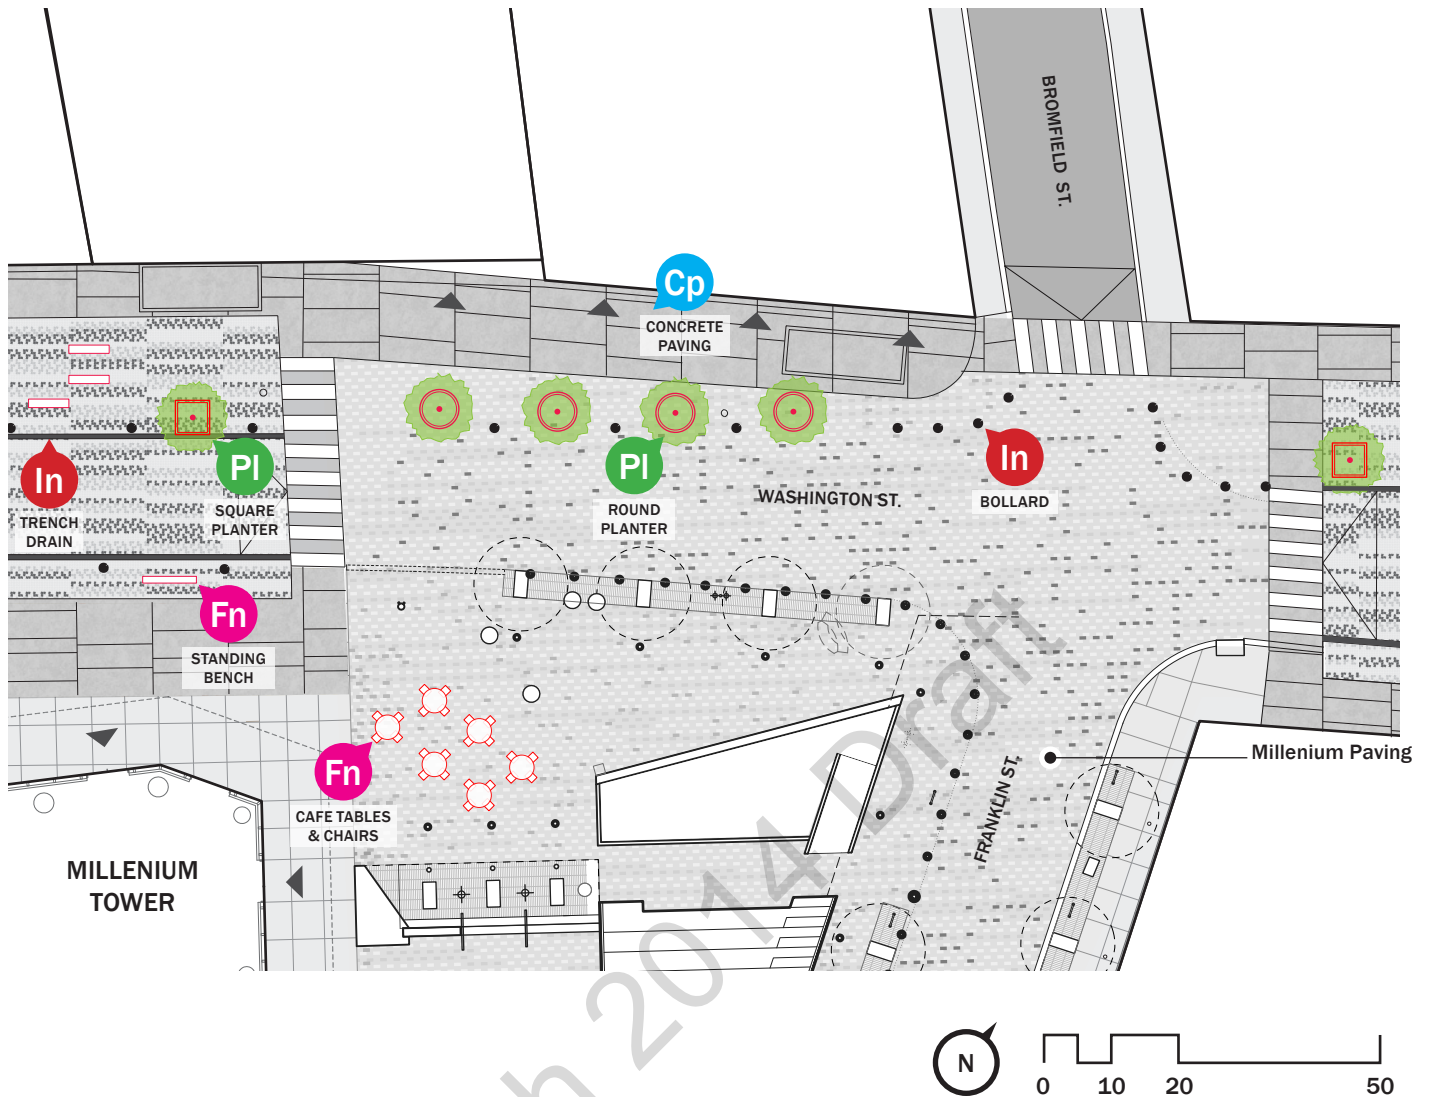 BROMFIELD ST.
Cp
CONCRETE
PAVING
In
TRENCH
DRAIN
Pl
SQUARE
PLANTER
Pl
ROUND
PLANTER
WASHINGTON ST.
In
BOLLARD
Fn
STANDING
BENCH
Fn
CAFE TABLES
& CHAIRS
FRANKLIN ST.
Millenium Paving
MILLENIUM
TOWER
h 2014 Draft
N
0 10 20 50